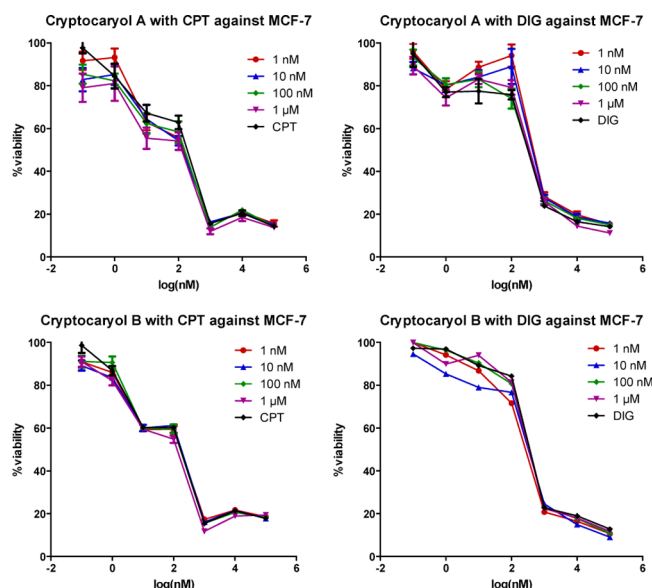 Cryptocaryol A with CPT against MCF-7
100
80
60
40
20
0
%viability
-2
0
2
4
6
log(nM)
1 nM
10 nM
100 nM
1 µM
CPT
Cryptocaryol A with DIG against MCF-7
100
80
60
40
20
0
%viability
-2
0
2
4
6
log(nM)
1 nM
10 nM
100 nM
1 µM
DIG
Cryptocaryol B with CPT against MCF-7
100
80
60
40
20
0
%viability
-2
0
2
4
6
log(nM)
1 nM
10 nM
100 nM
1 µM
CPT
Cryptocaryol B with DIG against MCF-7
100
80
60
40
20
0
%viability
-2
0
2
4
6
log(nM)
1 nM
10 nM
100 nM
1 µM
DIG